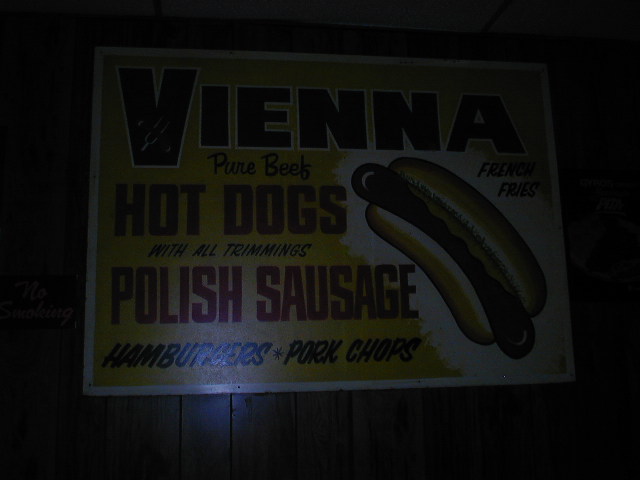 VIENNA
Pure Beef
FRENCH
FRIES
HOT DOGS
WITH ALL TRIMMINGS
POLISH SAUSAGE
HAMBURGERS * PORK CHOPS
No
Smoking